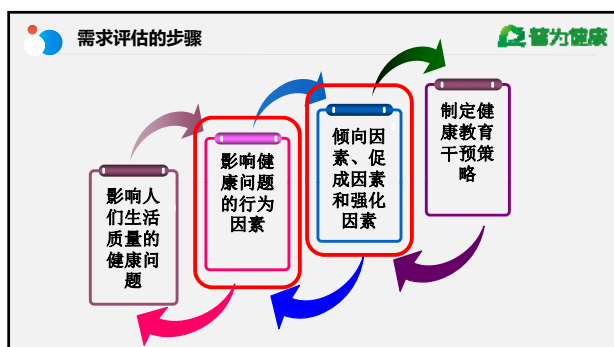 需求评估的步骤
誉为健康
影响人
们生活
质量的
健康问
题
影响健
康问题
的行为
因素
倾向因
素、促
成因素
和强化
因素
制定健
康教育
干预策
略